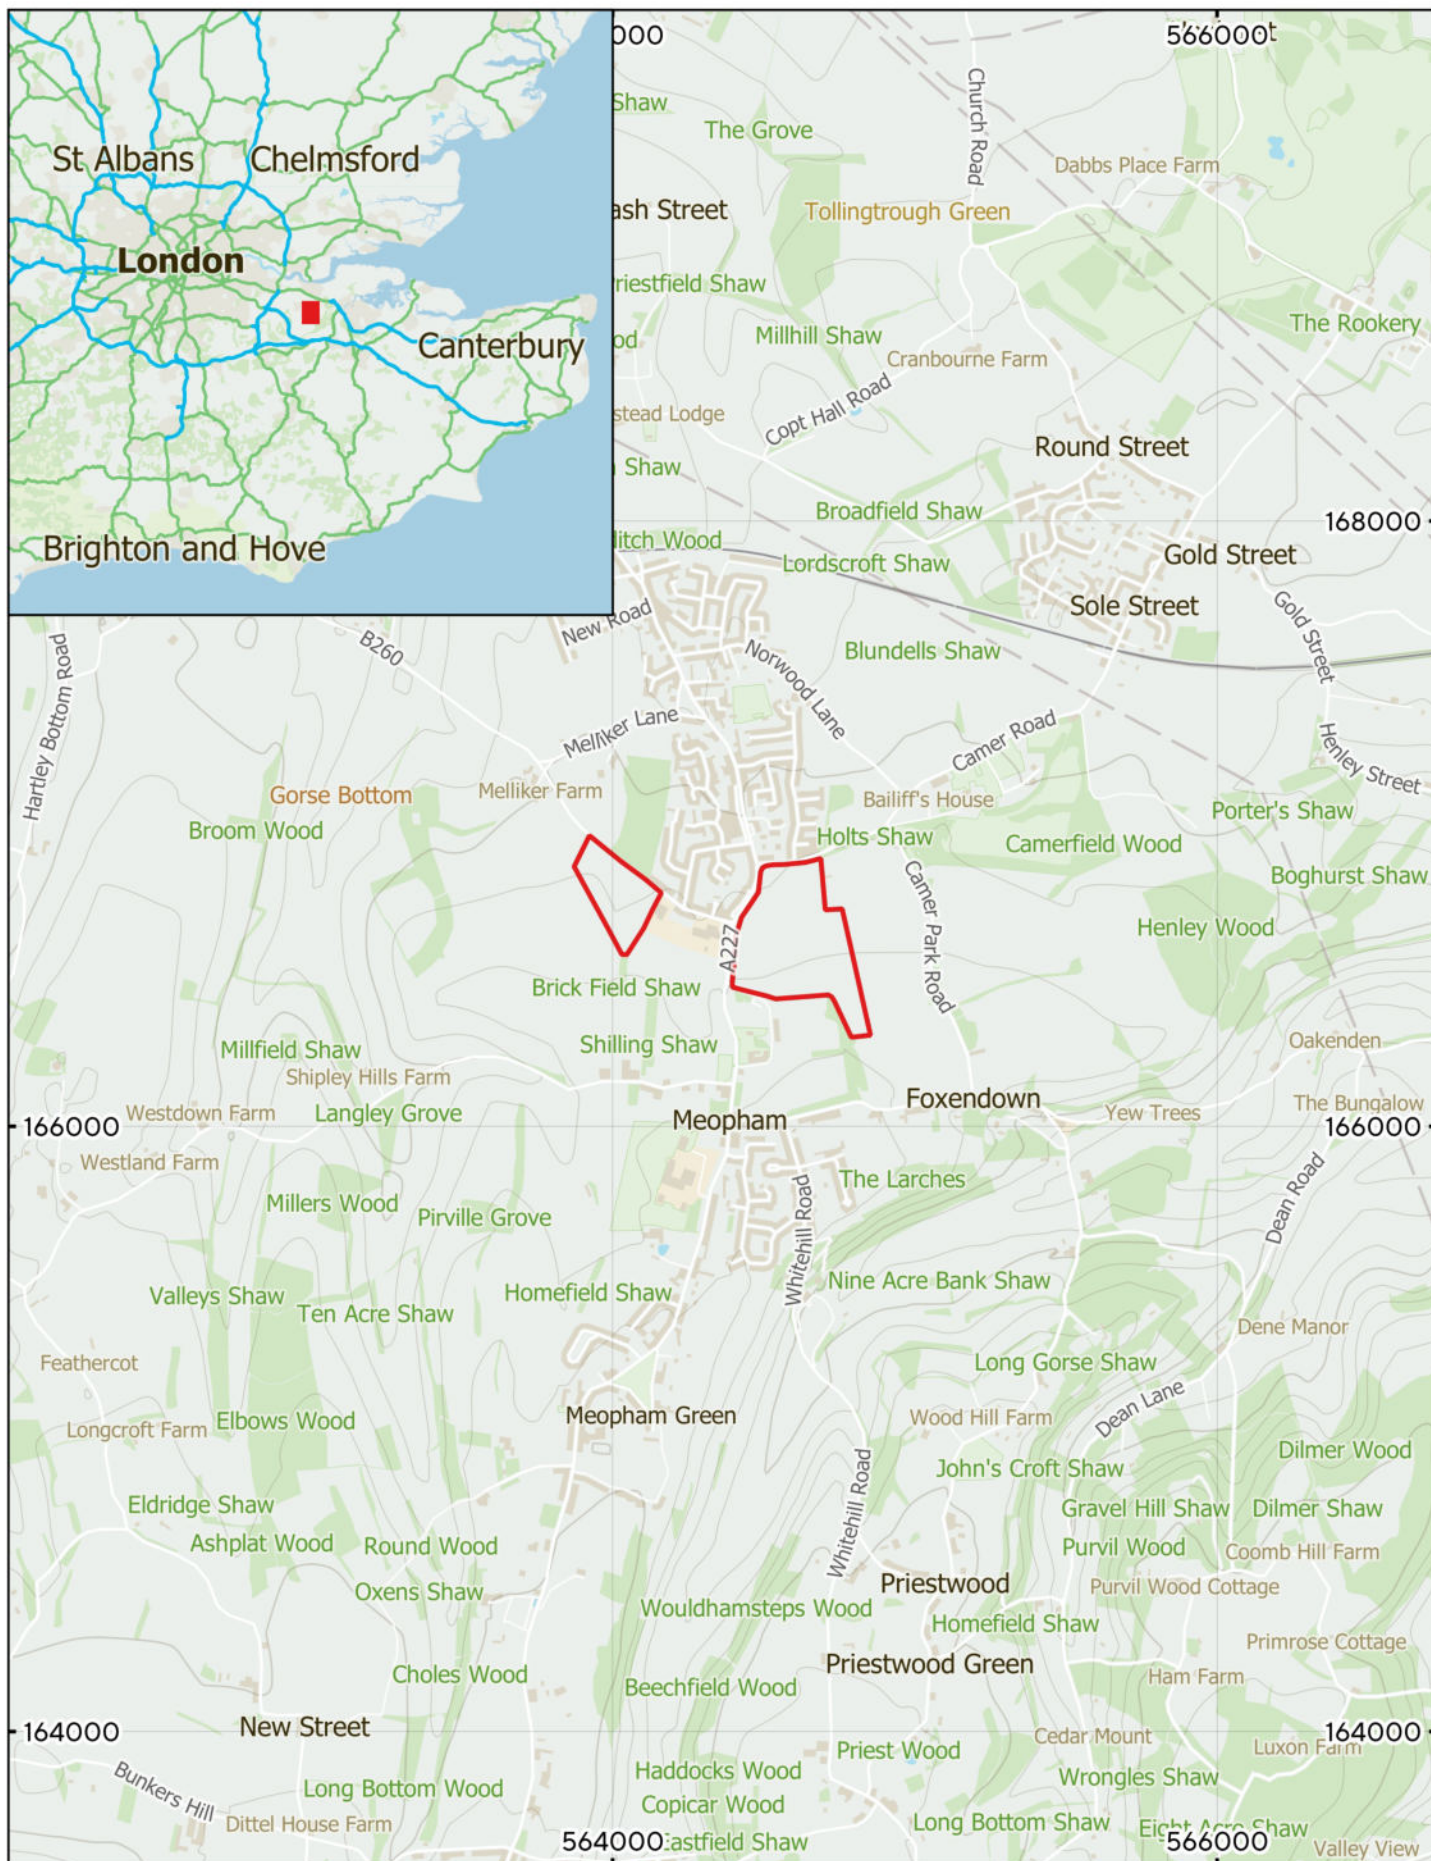 000
566000
Shaw
The Grove
Church Road
Dabbs Place Farm
St Albans
Chelmsford
ash Street
Tollingtrough Green
London
riestfield Shaw
The Rookery
Millhill Shaw
od
Canterbury
Cranbourne Farm
stead Lodge
Copt Hall Road
Round Street
Shaw
Broadfield Shaw
168000
Brighton and Hove
litch Wood
Lordscroft Shaw
Gold Street
Sole Street
New Road
Gold Street
B260
Norwood Lane
Blundells Shaw
Hartley Bottom Road
Melliker Lane
Camer Road
Henley Street
Gorse Bottom
Melliker Farm
Bailiff's House
Porter's Shaw
Broom Wood
Holts Shaw
Camerfield Wood
Boghurst Shaw
Camer Park Road
Henley Wood
A227
Brick Field Shaw
Shilling Shaw
Oakenden
Millfield Shaw
Shipley Hills Farm
Foxendown
The Bungalow
Westdown Farm
Langley Grove
Meopham
Yew Trees
166000
166000
Westland Farm
The Larches
Millers Wood
Pirville Grove
Dean Road
Whitehill Road
Nine Acre Bank Shaw
Valleys Shaw
Homefield Shaw
Ten Acre Shaw
Dene Manor
Feathercot
Long Gorse Shaw
Dean Lane
Longcroft Farm
Elbows Wood
Meopham Green
Wood Hill Farm
Dilmer Wood
John's Croft Shaw
Eldridge Shaw
Gravel Hill Shaw
Dilmer Shaw
Whitehill Road
Ashplat Wood
Round Wood
Purvil Wood
Coomb Hill Farm
Oxens Shaw
Priestwood
Purvil Wood Cottage
Wouldhamsteps Wood
Homefield Shaw
Primrose Cottage
Priestwood Green
Choles Wood
Beechfield Wood
Ham Farm
164000
New Street
164000
Cedar Mount
Luxon Farm
Priest Wood
Haddocks Wood
Wrongles Shaw
Bunkers Hill
Long Bottom Wood
Copicar Wood
Dittel House Farm
Long Bottom Shaw
Eight Acre Shaw
564000
Eastfield Shaw
566000
Valley View